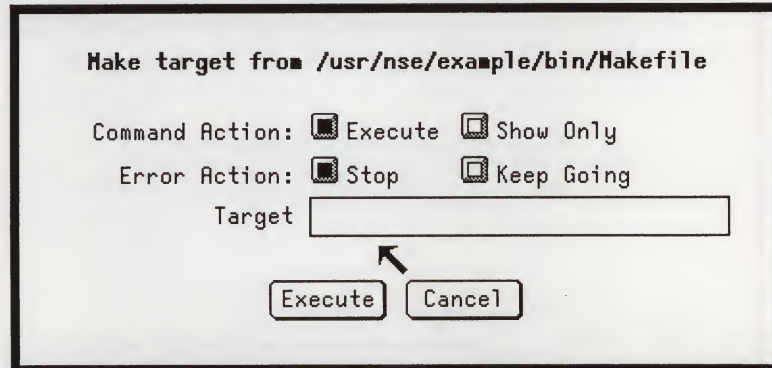 Make target from /usr/nse/example/bin/Makefile
Command Action: Execute Show Only
Error Action: Stop Keep Going
Target
Execute Cancel